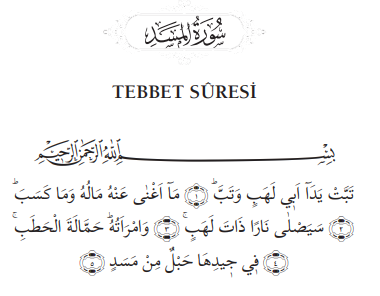 سُورَةُ الْمَسَدِ
TEBBET SÛRESİ
بِسْمِ اللّٰهِ الرَّحْمٰنِ الرَّحٖيمِ
تَبَّتْ يَدَٓا اَبٖي لَهَبٍ وَتَبَّۜ ﴿١﴾ مَٓا اَغْنٰى عَنْهُ مَالُهُ وَمَا كَسَبَۜ
﴿٢﴾ سَيَصْلٰى نَارًا ذَاتَ لَهَبٍۚ ﴿٣﴾ وَامْرَاَتُهُۜ حَمَّالَةَ الْحَطَبِۚ
﴿٤﴾ فٖي جٖيدِهَا حَبْلٌ مِنْ مَسَدٍ ﴿٥﴾